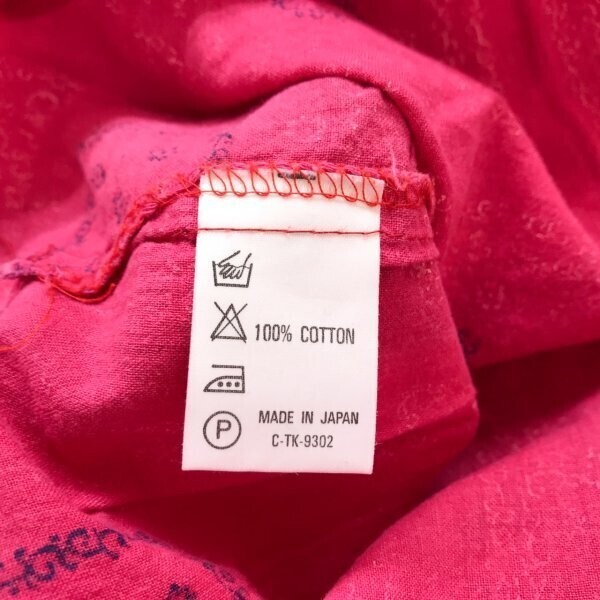 100% COTTON
P
MADE IN JAPAN
C-TK-9302